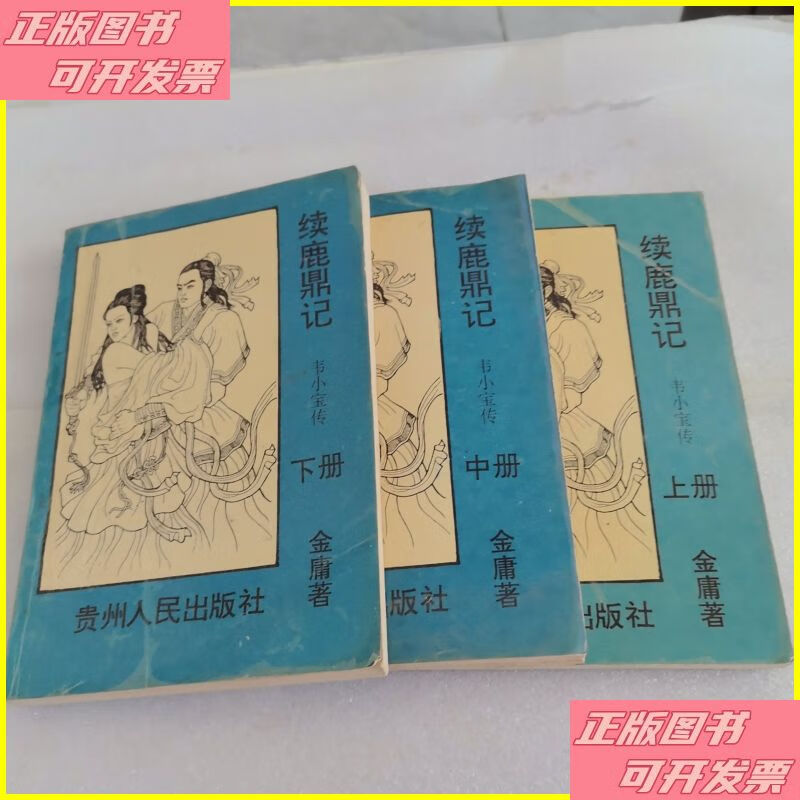 正版图书
可开发票
续鹿鼎记
韦小宝传
下册
金庸著
贵州人民出版社
续鹿鼎记
韦小宝传
中册
金庸著
版社
续鹿鼎记
韦小宝传
上册
金庸著
出版社
正版图书
可开发票